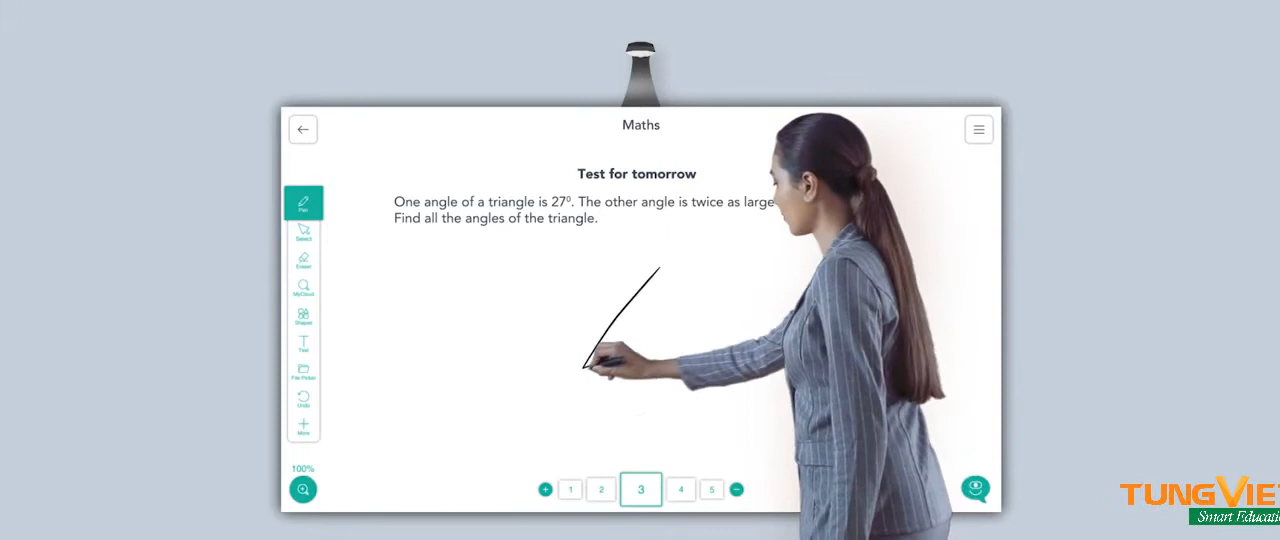 Maths
Test for tomorrow
One angle of a triangle is 27⁰. The other angle is twice as large
Find all the angles of the triangle.
Pen
Select
Eraser
MyCloud
Shapes
Text
File Picker
Undo
More
100%
1 2 3 4 5
TUNGVIE
Smart Educatio